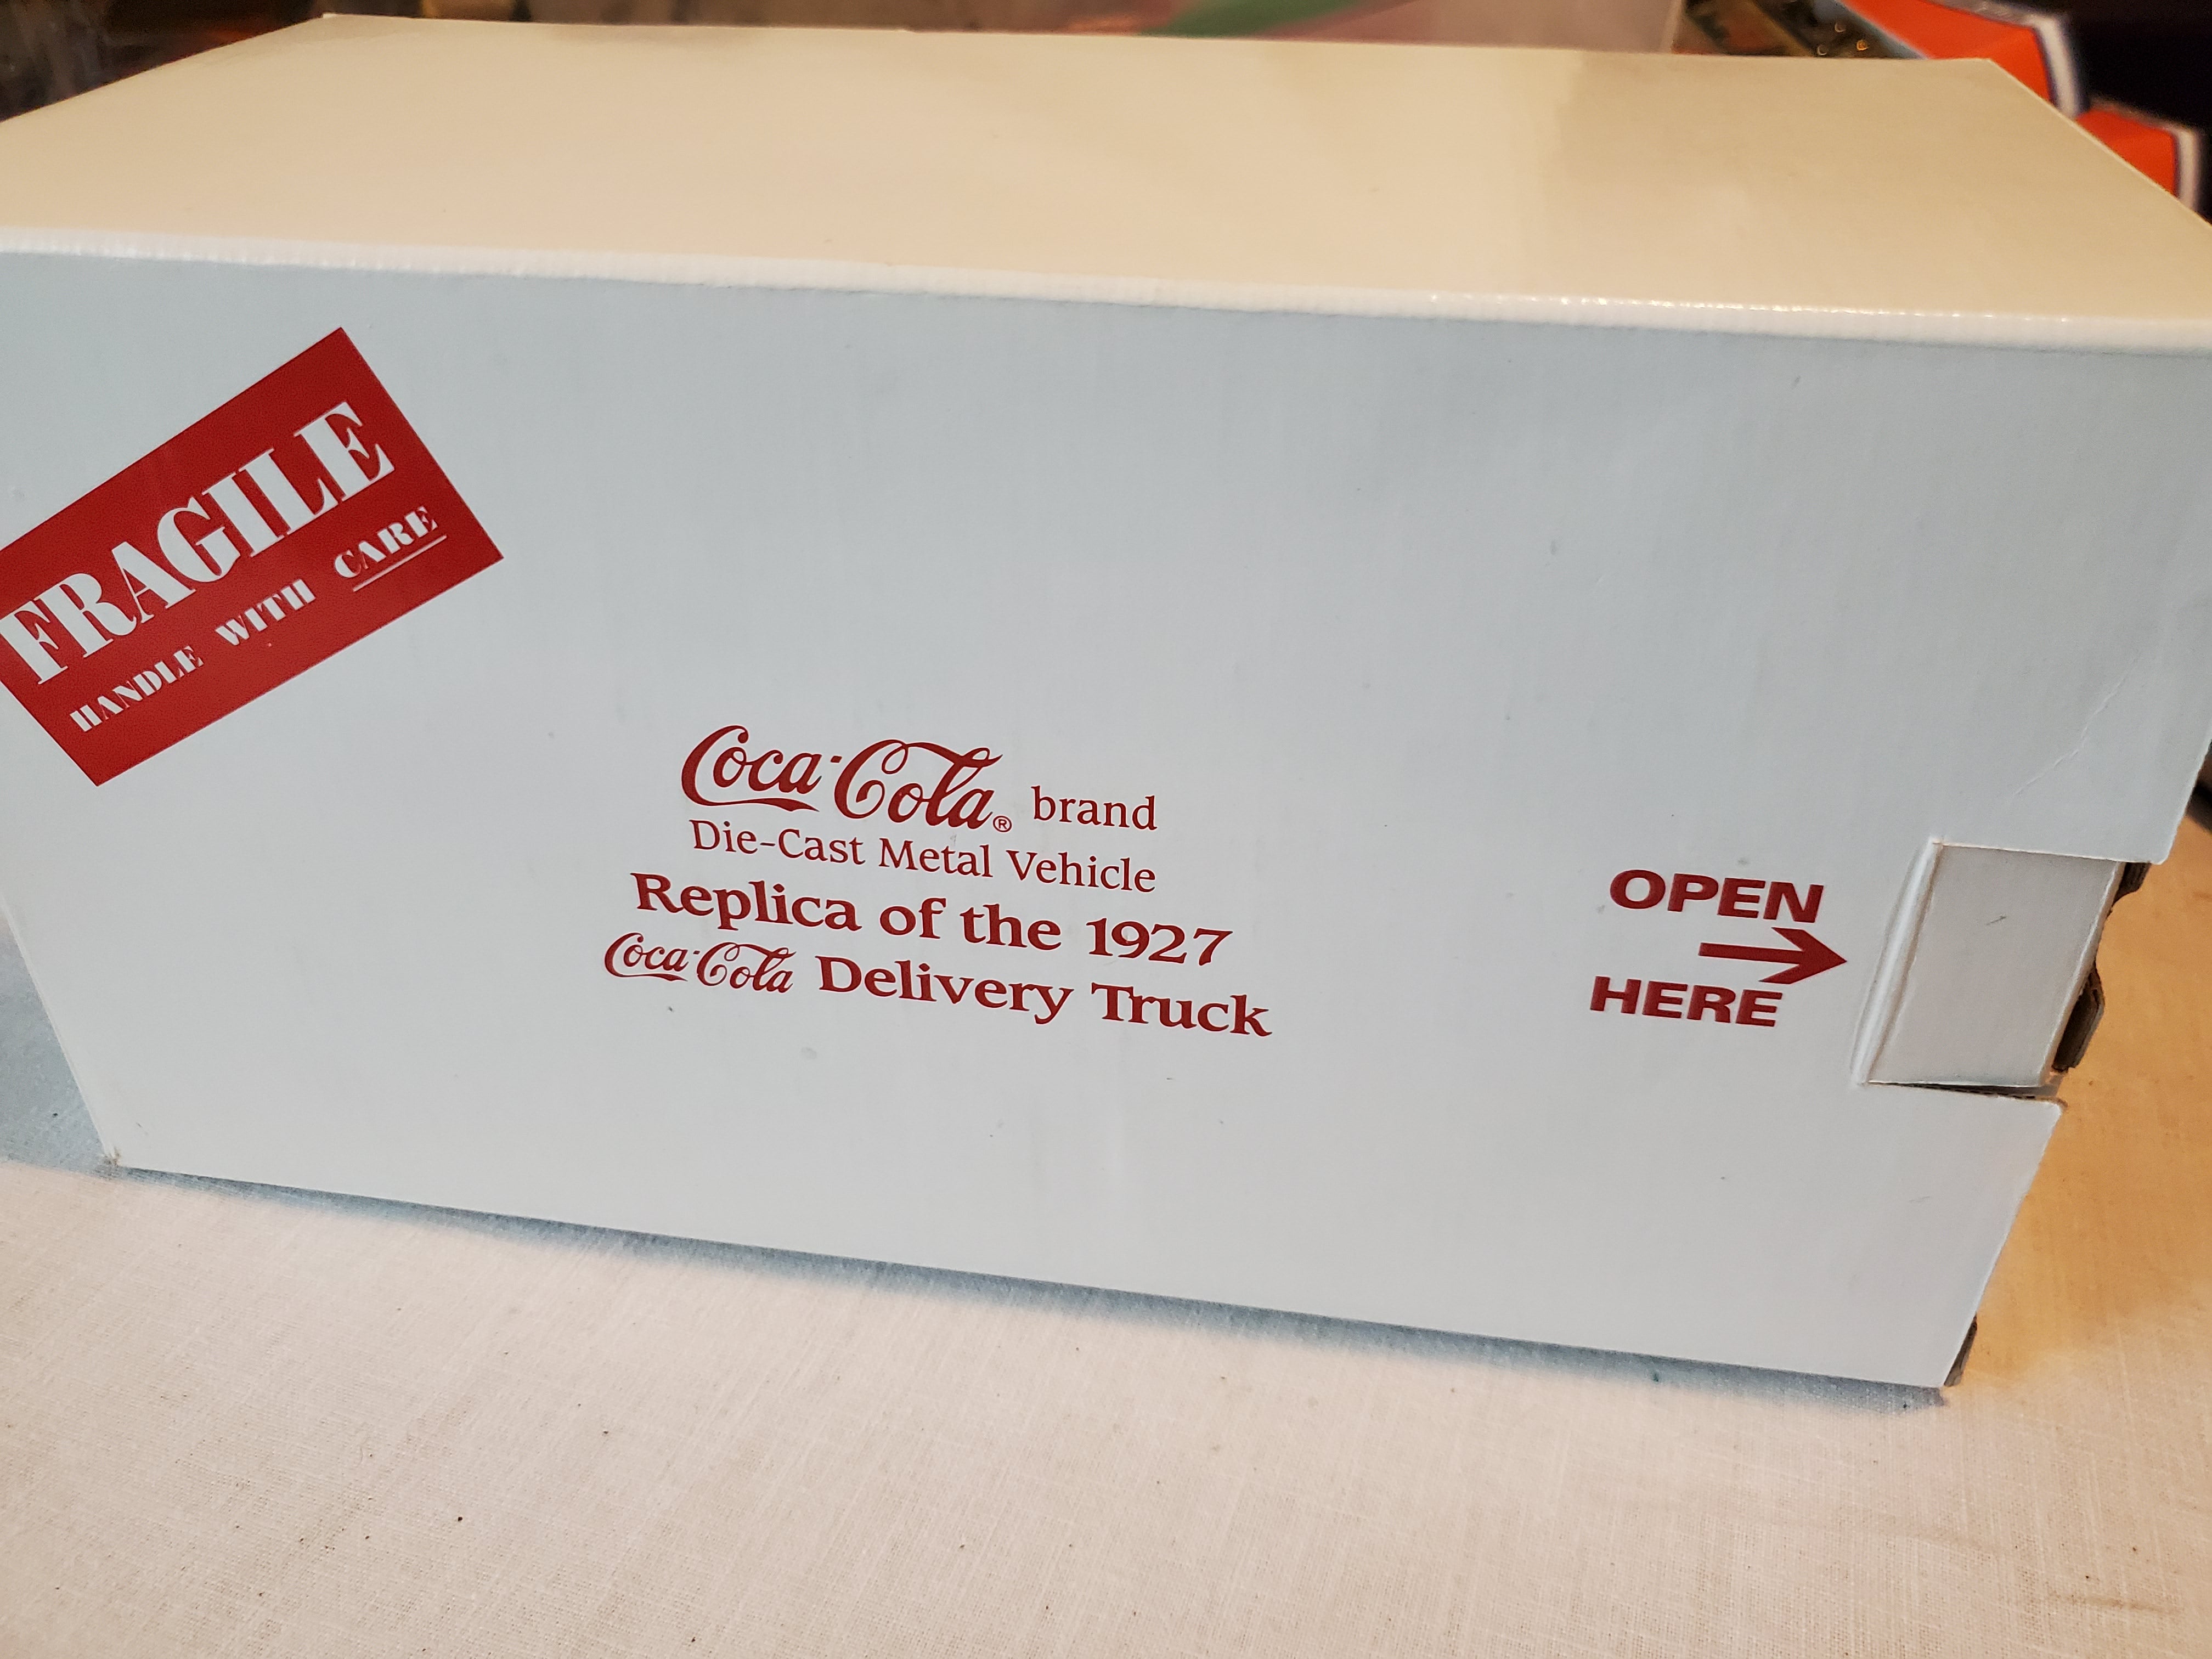 FRAGILE
HANDLE WITH CARE
Coca-Cola® brand
Die-Cast Metal Vehicle
Replica of the 1927
Coca-Cola Delivery Truck
OPEN
HERE